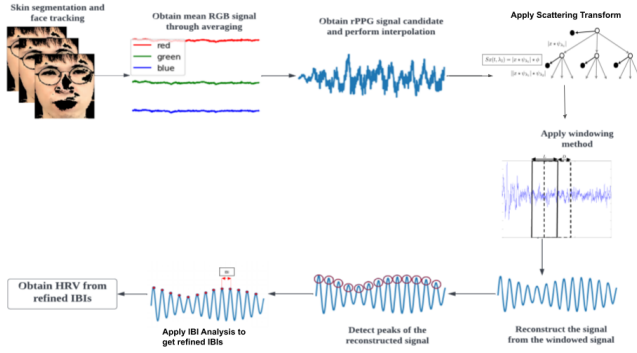 Skin segmentation and
face tracking
Obtain mean RGB signal
through averaging
red
green
blue
Obtain rPPG signal candidate
and perform interpolation
Apply Scattering Transform
Apply windowing
method
Reconstruct the signal
from the windowed signal
Detect peaks of the
reconstructed signal
Apply IBI Analysis to
get refined IBIs
Obtain HRV from
refined IBIs